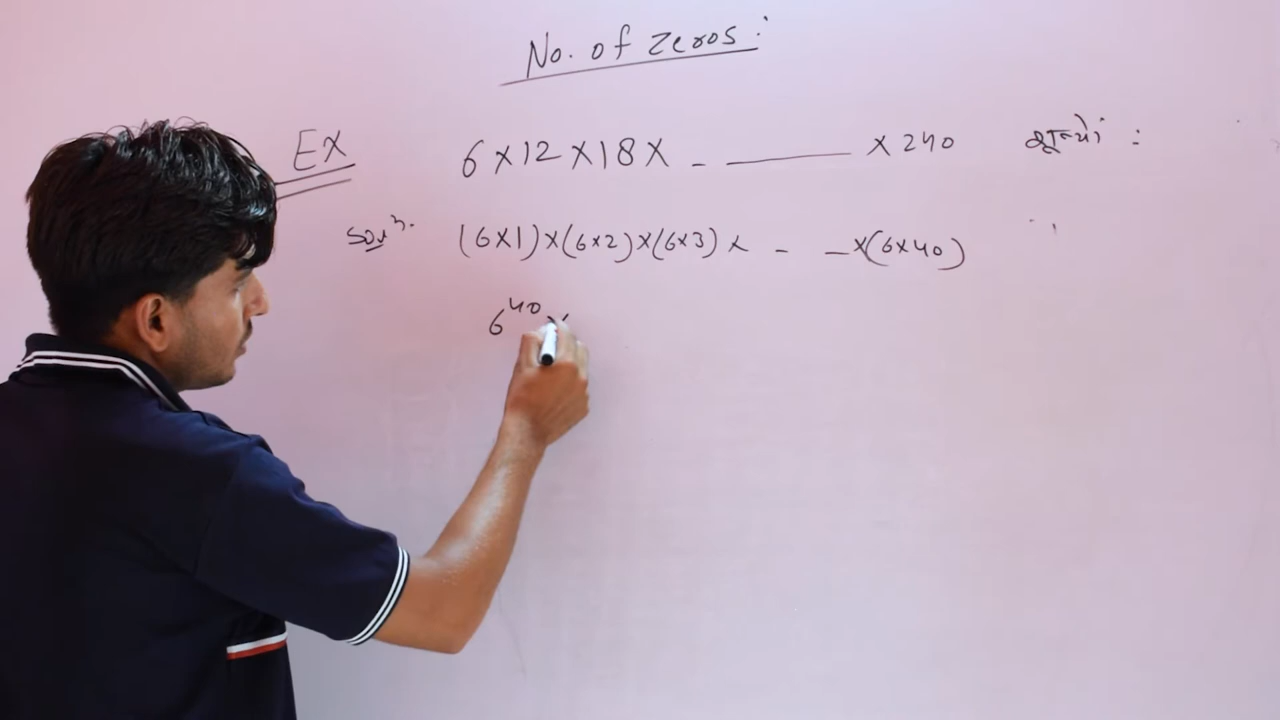 No. of zeros :
Ex 6 × 12 × 18 × - — × 240 शून्यों :
Solⁿ. (6×1)×(6×2)×(6×3) × - - ×(6×40)
6⁴⁰ ×